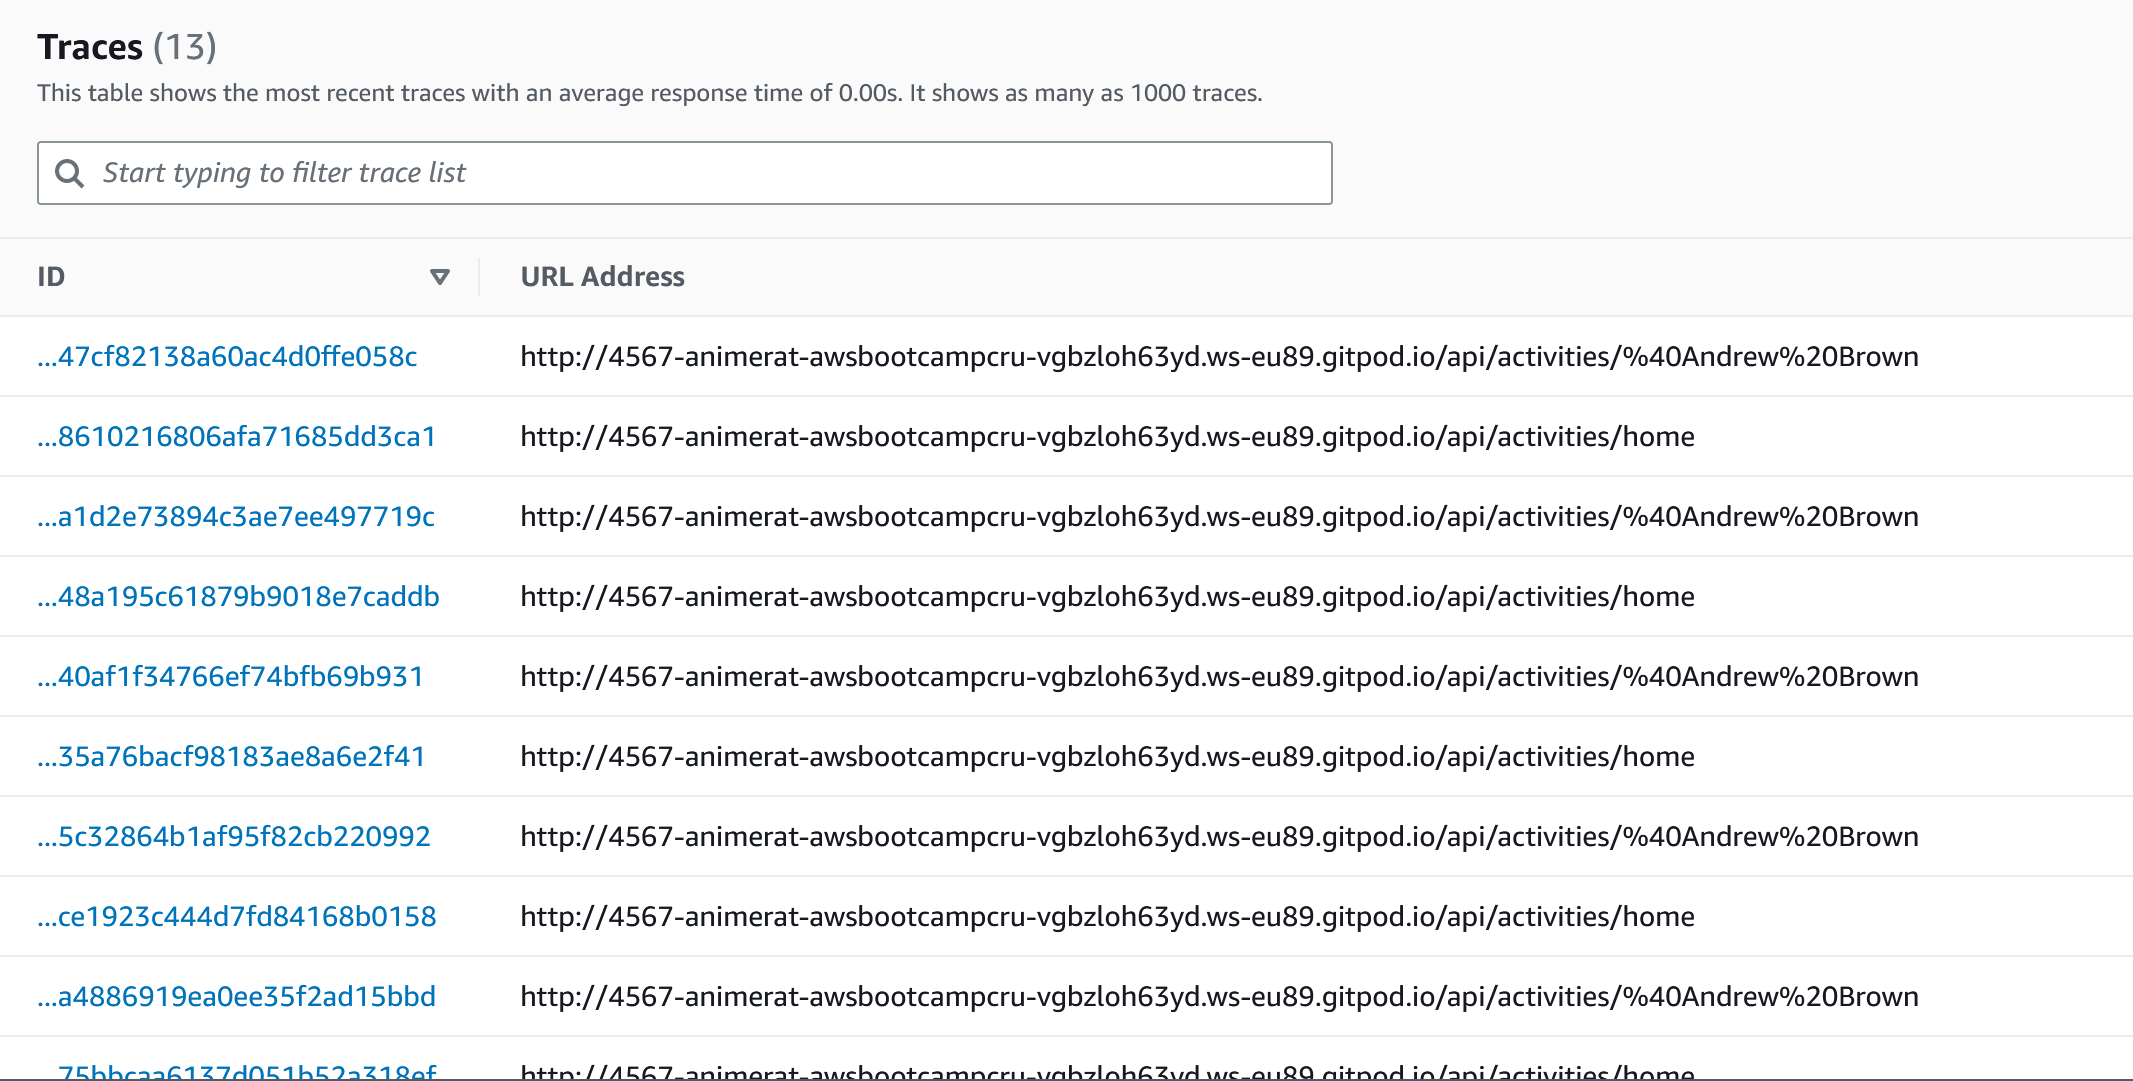 Traces (13)
This table shows the most recent traces with an average response time of 0.00s. It shows as many as 1000 traces.
Start typing to filter trace list
ID URL Address
...47cf82138a60ac4d0ffe058c http://4567-animerat-awsbootcampcru-vgbzloh63yd.ws-eu89.gitpod.io/api/activities/%40Andrew%20Brown
...8610216806afa71685dd3ca1 http://4567-animerat-awsbootcampcru-vgbzloh63yd.ws-eu89.gitpod.io/api/activities/home
...a1d2e73894c3ae7ee497719c http://4567-animerat-awsbootcampcru-vgbzloh63yd.ws-eu89.gitpod.io/api/activities/%40Andrew%20Brown
...48a195c61879b9018e7caddb http://4567-animerat-awsbootcampcru-vgbzloh63yd.ws-eu89.gitpod.io/api/activities/home
...40af1f34766ef74bfb69b931 http://4567-animerat-awsbootcampcru-vgbzloh63yd.ws-eu89.gitpod.io/api/activities/%40Andrew%20Brown
...35a76bacf98183ae8a6e2f41 http://4567-animerat-awsbootcampcru-vgbzloh63yd.ws-eu89.gitpod.io/api/activities/home
...5c32864b1af95f82cb220992 http://4567-animerat-awsbootcampcru-vgbzloh63yd.ws-eu89.gitpod.io/api/activities/%40Andrew%20Brown
...ce1923c444d7fd84168b0158 http://4567-animerat-awsbootcampcru-vgbzloh63yd.ws-eu89.gitpod.io/api/activities/home
...a4886919ea0ee35f2ad15bbd http://4567-animerat-awsbootcampcru-vgbzloh63yd.ws-eu89.gitpod.io/api/activities/%40Andrew%20Brown
...75bbcaa6137d051b52a318ef http://4567-animerat-awsbootcampcru-vgbzloh63yd.ws-eu89.gitpod.io/api/activities/home